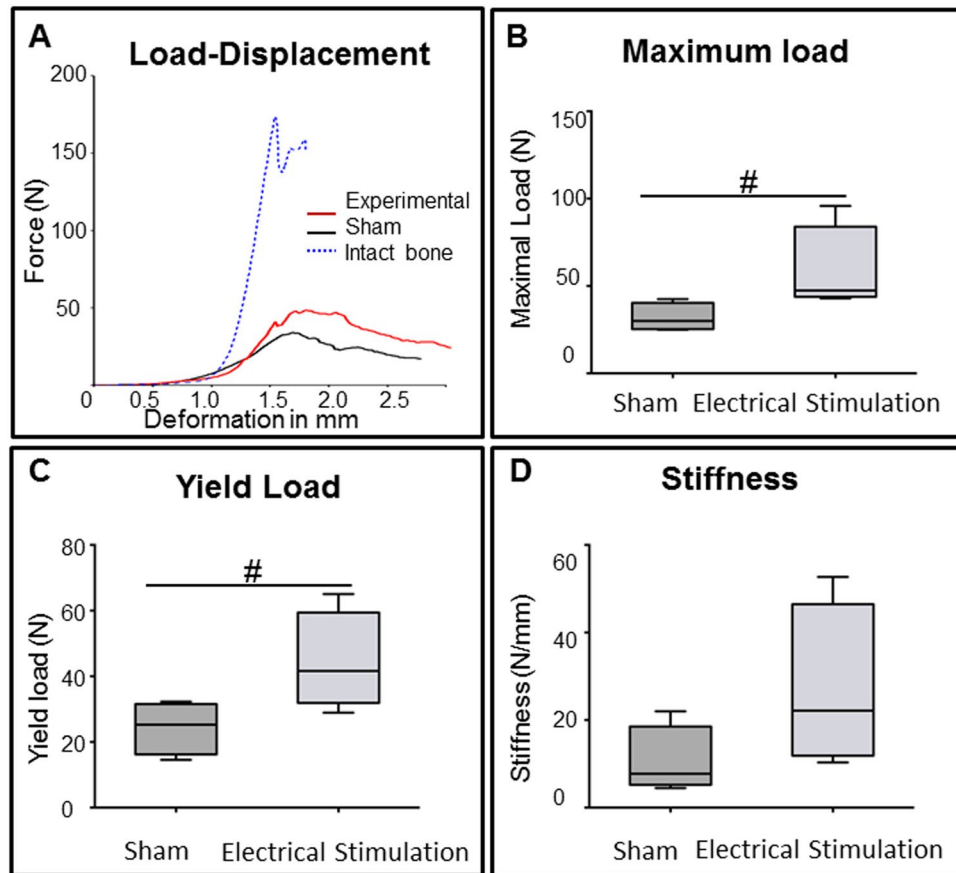 A
Load-Displacement
200
150
100
50
0
Force (N)
Experimental
Sham
Intact bone
0 0.5 1.0 1.5 2.0 2.5
Deformation in mm
B
Maximum load
150
100
50
0
Maximal Load (N)
#
Sham Electrical Stimulation
C
Yield Load
80
60
40
20
0
Yield load (N)
#
Sham Electrical Stimulation
D
Stiffness
60
40
20
0
Stiffness (N/mm)
Sham Electrical Stimulation